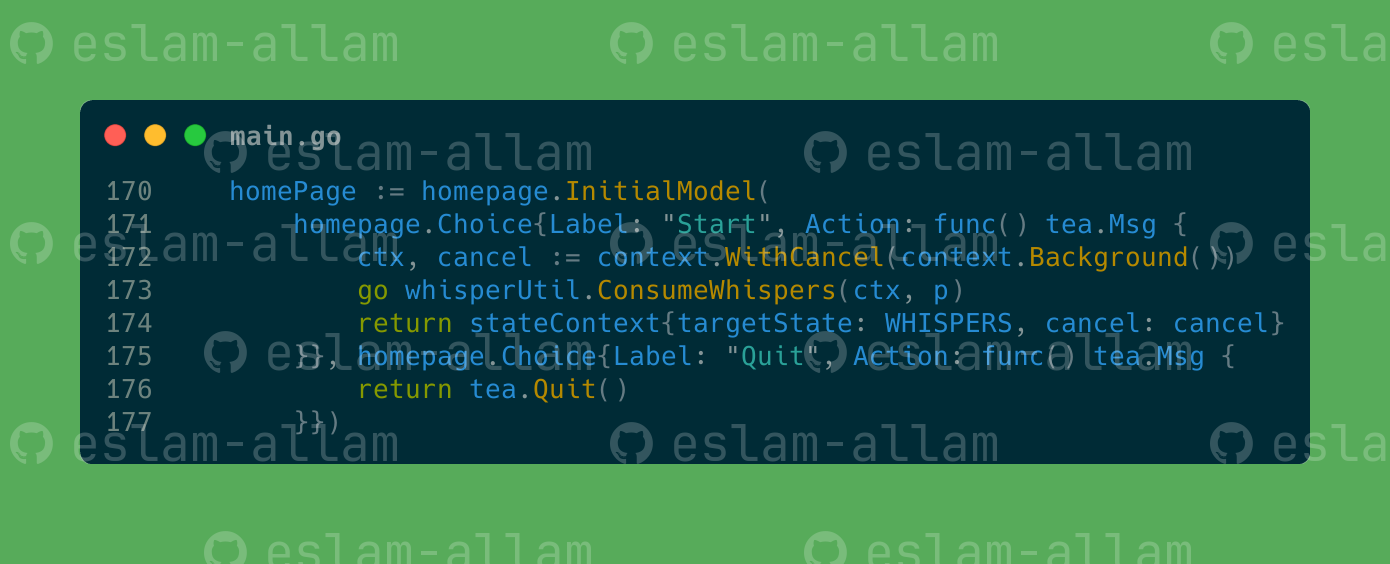 eslam-allam eslam-allam esla
main.go
eslam-allam eslam-allam
170 homePage := homepage.InitialModel(
171 homepage.Choice{Label: "Start", Action: func() tea.Msg {
eslam-allam eslam-allam esla
172 ctx, cancel := context.WithCancel(context.Background())
173 go whisperUtil.ConsumeWhispers(ctx, p)
174 return stateContext{targetState: WHISPERS, cancel: cancel}
175 }}, homepage.Choice{Label: "Quit", Action: func() tea.Msg {
eslam-allam eslam-allam
176 return tea.Quit()
177 }})
eslam-allam eslam-allam esla
eslam-allam eslam-allam